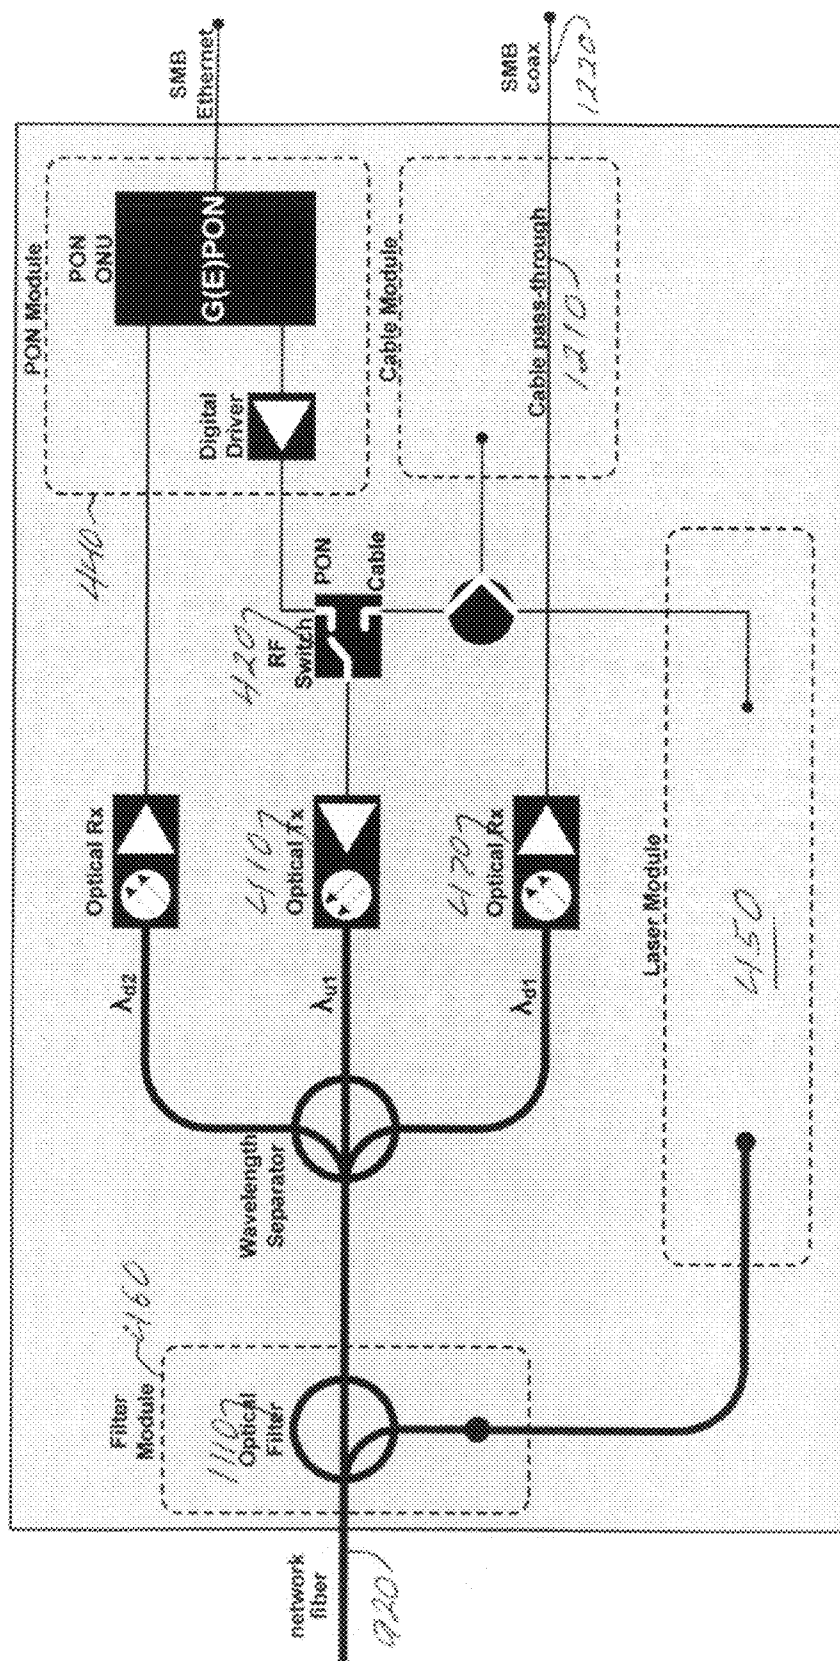 SMB
Ethernet
SMB
coax
1220
PON Module
PON
ONU
G(E)PON
Digital
Driver
440
Cable Module
Cable pass-through
1210
PON
Cable
420
RF
Switch
Optical Rx
410
Optical Tx
470
Optical Rx
Laser Module
450
λd2
λu1
λd1
Wavelength
Separator
460
Filter
Module
1110
Optical
Filter
network
fiber
920